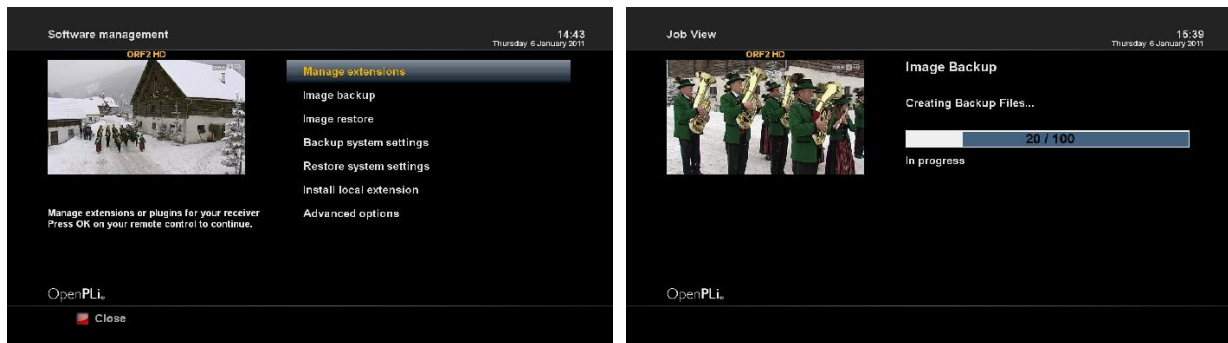 Software management
14:43
Thursday 6 January 2011
ORF2 HD
Manage extensions
Image backup
Image restore
Backup system settings
Restore system settings
Install local extension
Advanced options
Manage extensions or plugins for your receiver
Press OK on your remote control to continue.
OpenPLi
Close
Job View
15:39
Thursday 6 January 2011
ORF2 HD
Image Backup
Creating Backup Files...
20 / 100
In progress
OpenPLi